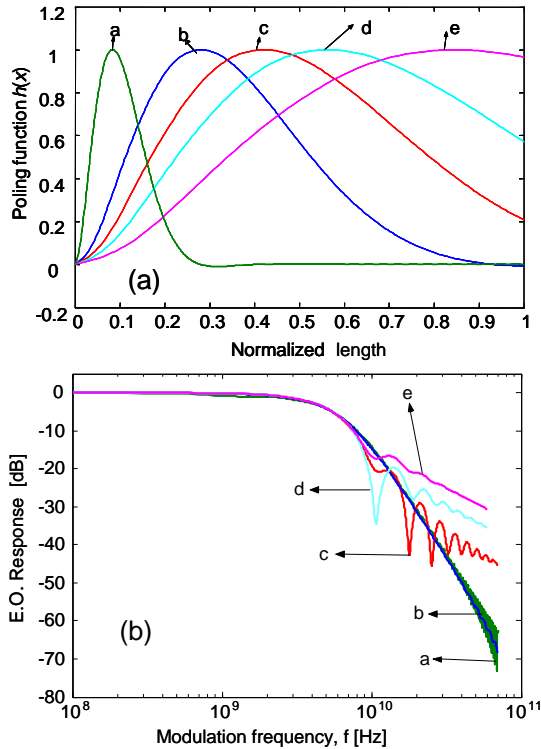 a
b
c
d
e
1.2
1
0.8
0.6
0.4
0.2
0
-0.2
Poling function h(x)
(a)
0 0.1 0.2 0.3 0.4 0.5 0.6 0.7 0.8 0.9 1
Normalized length
0
-10
-20
-30
-40
-50
-60
-70
-80
E.O. Response [dB]
e
d
c
b
a
(b)
10^8 10^9 10^10 10^11
Modulation frequency, f [Hz]